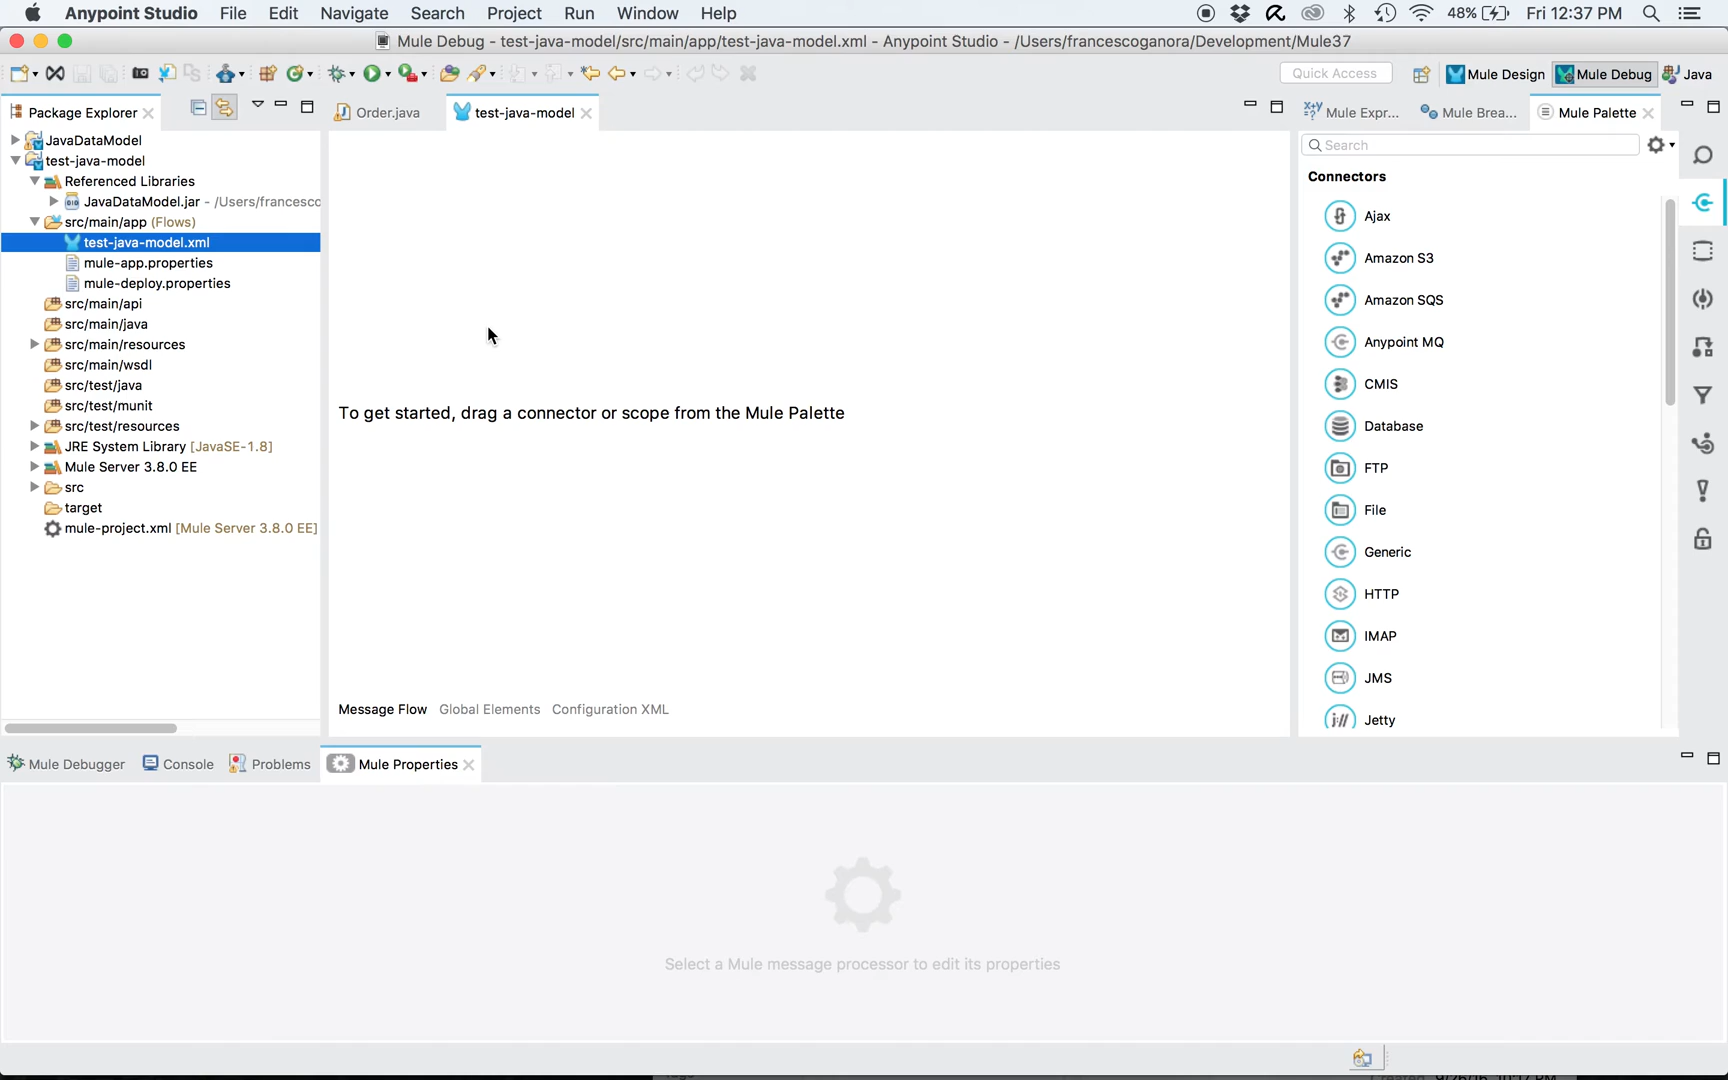 Anypoint Studio File Edit Navigate Search Project Run Window Help 48% Fri 12:37 PM
Mule Debug - test-java-model/src/main/app/test-java-model.xml - Anypoint Studio - /Users/francescoganora/Development/Mule37
Quick Access Mule Design Mule Debug Java
Package Explorer
JavaDataModel
test-java-model
Referenced Libraries
JavaDataModel.jar - /Users/francesco
src/main/app (Flows)
test-java-model.xml
mule-app.properties
mule-deploy.properties
src/main/api
src/main/java
src/main/resources
src/main/wsdl
src/test/java
src/test/munit
src/test/resources
JRE System Library [JavaSE-1.8]
Mule Server 3.8.0 EE
src
target
mule-project.xml [Mule Server 3.8.0 EE]
Order.java test-java-model
To get started, drag a connector or scope from the Mule Palette
Message Flow Global Elements Configuration XML
Mule Expr... Mule Brea... Mule Palette
Search
Connectors
Ajax
Amazon S3
Amazon SQS
Anypoint MQ
CMIS
Database
FTP
File
Generic
HTTP
IMAP
JMS
Jetty
Mule Debugger Console Problems Mule Properties
Select a Mule message processor to edit its properties